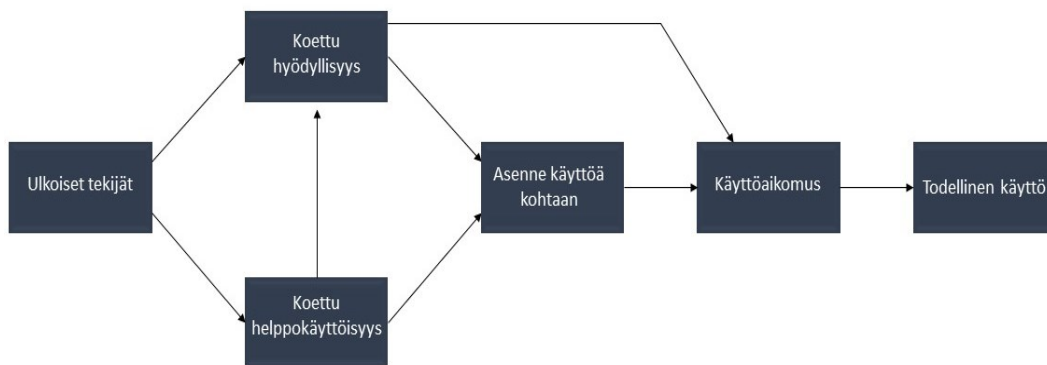 Koettu
hyödyllisyys
Ulkoiset tekijät
Asenne käyttöä
kohtaan
Käyttöaikomus
Todellinen käyttö
Koettu
helppokäyttöisyys